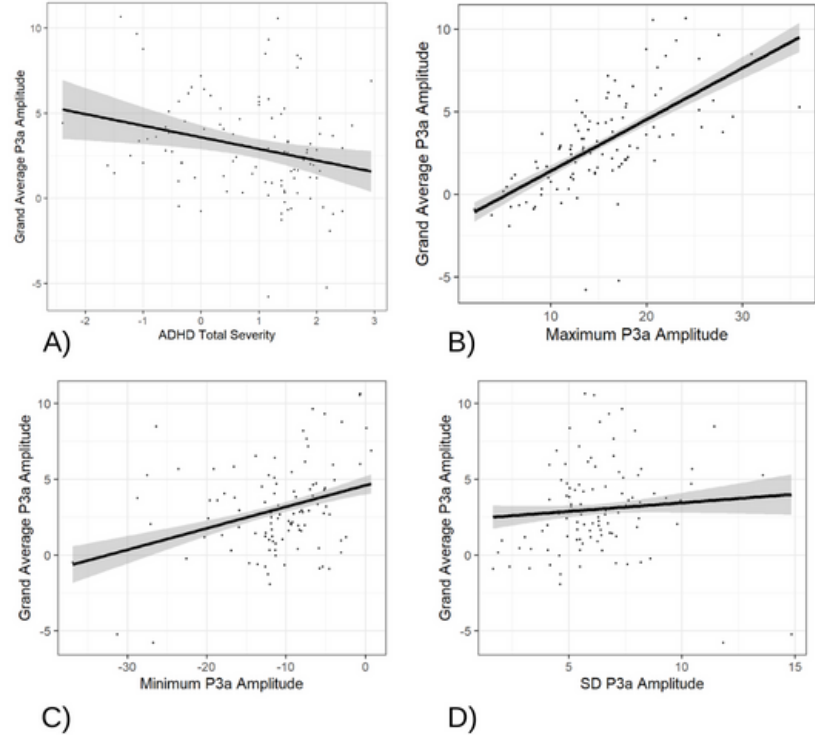 Grand Average P3a Amplitude
10
5
0
-5
-2 -1 0 1 2 3
ADHD Total Severity
A)
Grand Average P3a Amplitude
10
5
0
-5
10 20 30
Maximum P3a Amplitude
B)
Grand Average P3a Amplitude
10
5
0
-5
-30 -20 -10 0
Minimum P3a Amplitude
C)
Grand Average P3a Amplitude
10
5
0
-5
5 10 15
SD P3a Amplitude
D)